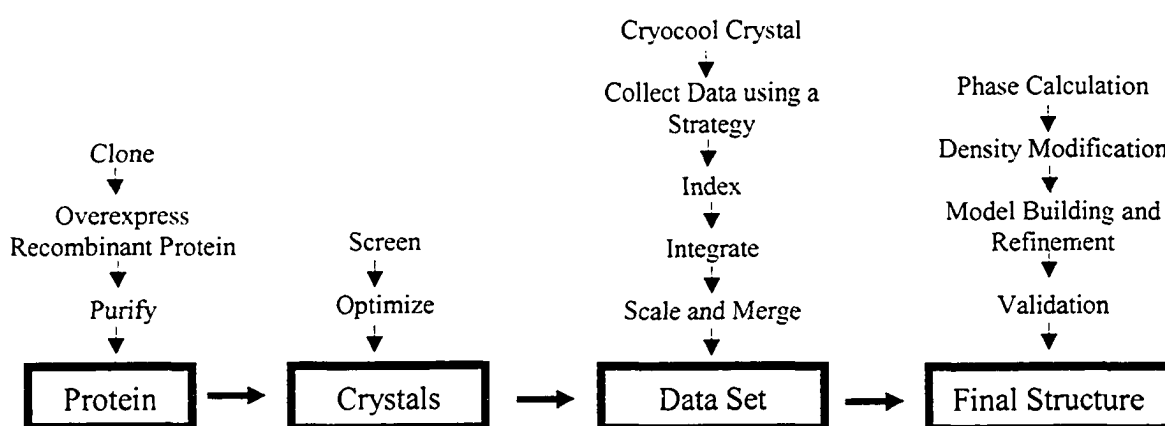 Clone
Overexpress
Recombinant Protein
Purify
Protein
Screen
Optimize
Crystals
Cryocool Crystal
Collect Data using a
Strategy
Index
Integrate
Scale and Merge
Data Set
Phase Calculation
Density Modification
Model Building and
Refinement
Validation
Final Structure